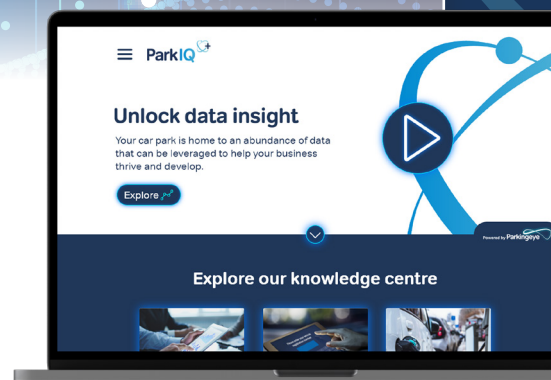 ParkIQ
Unlock data insight
Your car park is home to an abundance of data
that can be leveraged to help your business
thrive and develop.
Explore
Powered by Parkingeye
Explore our knowledge centre